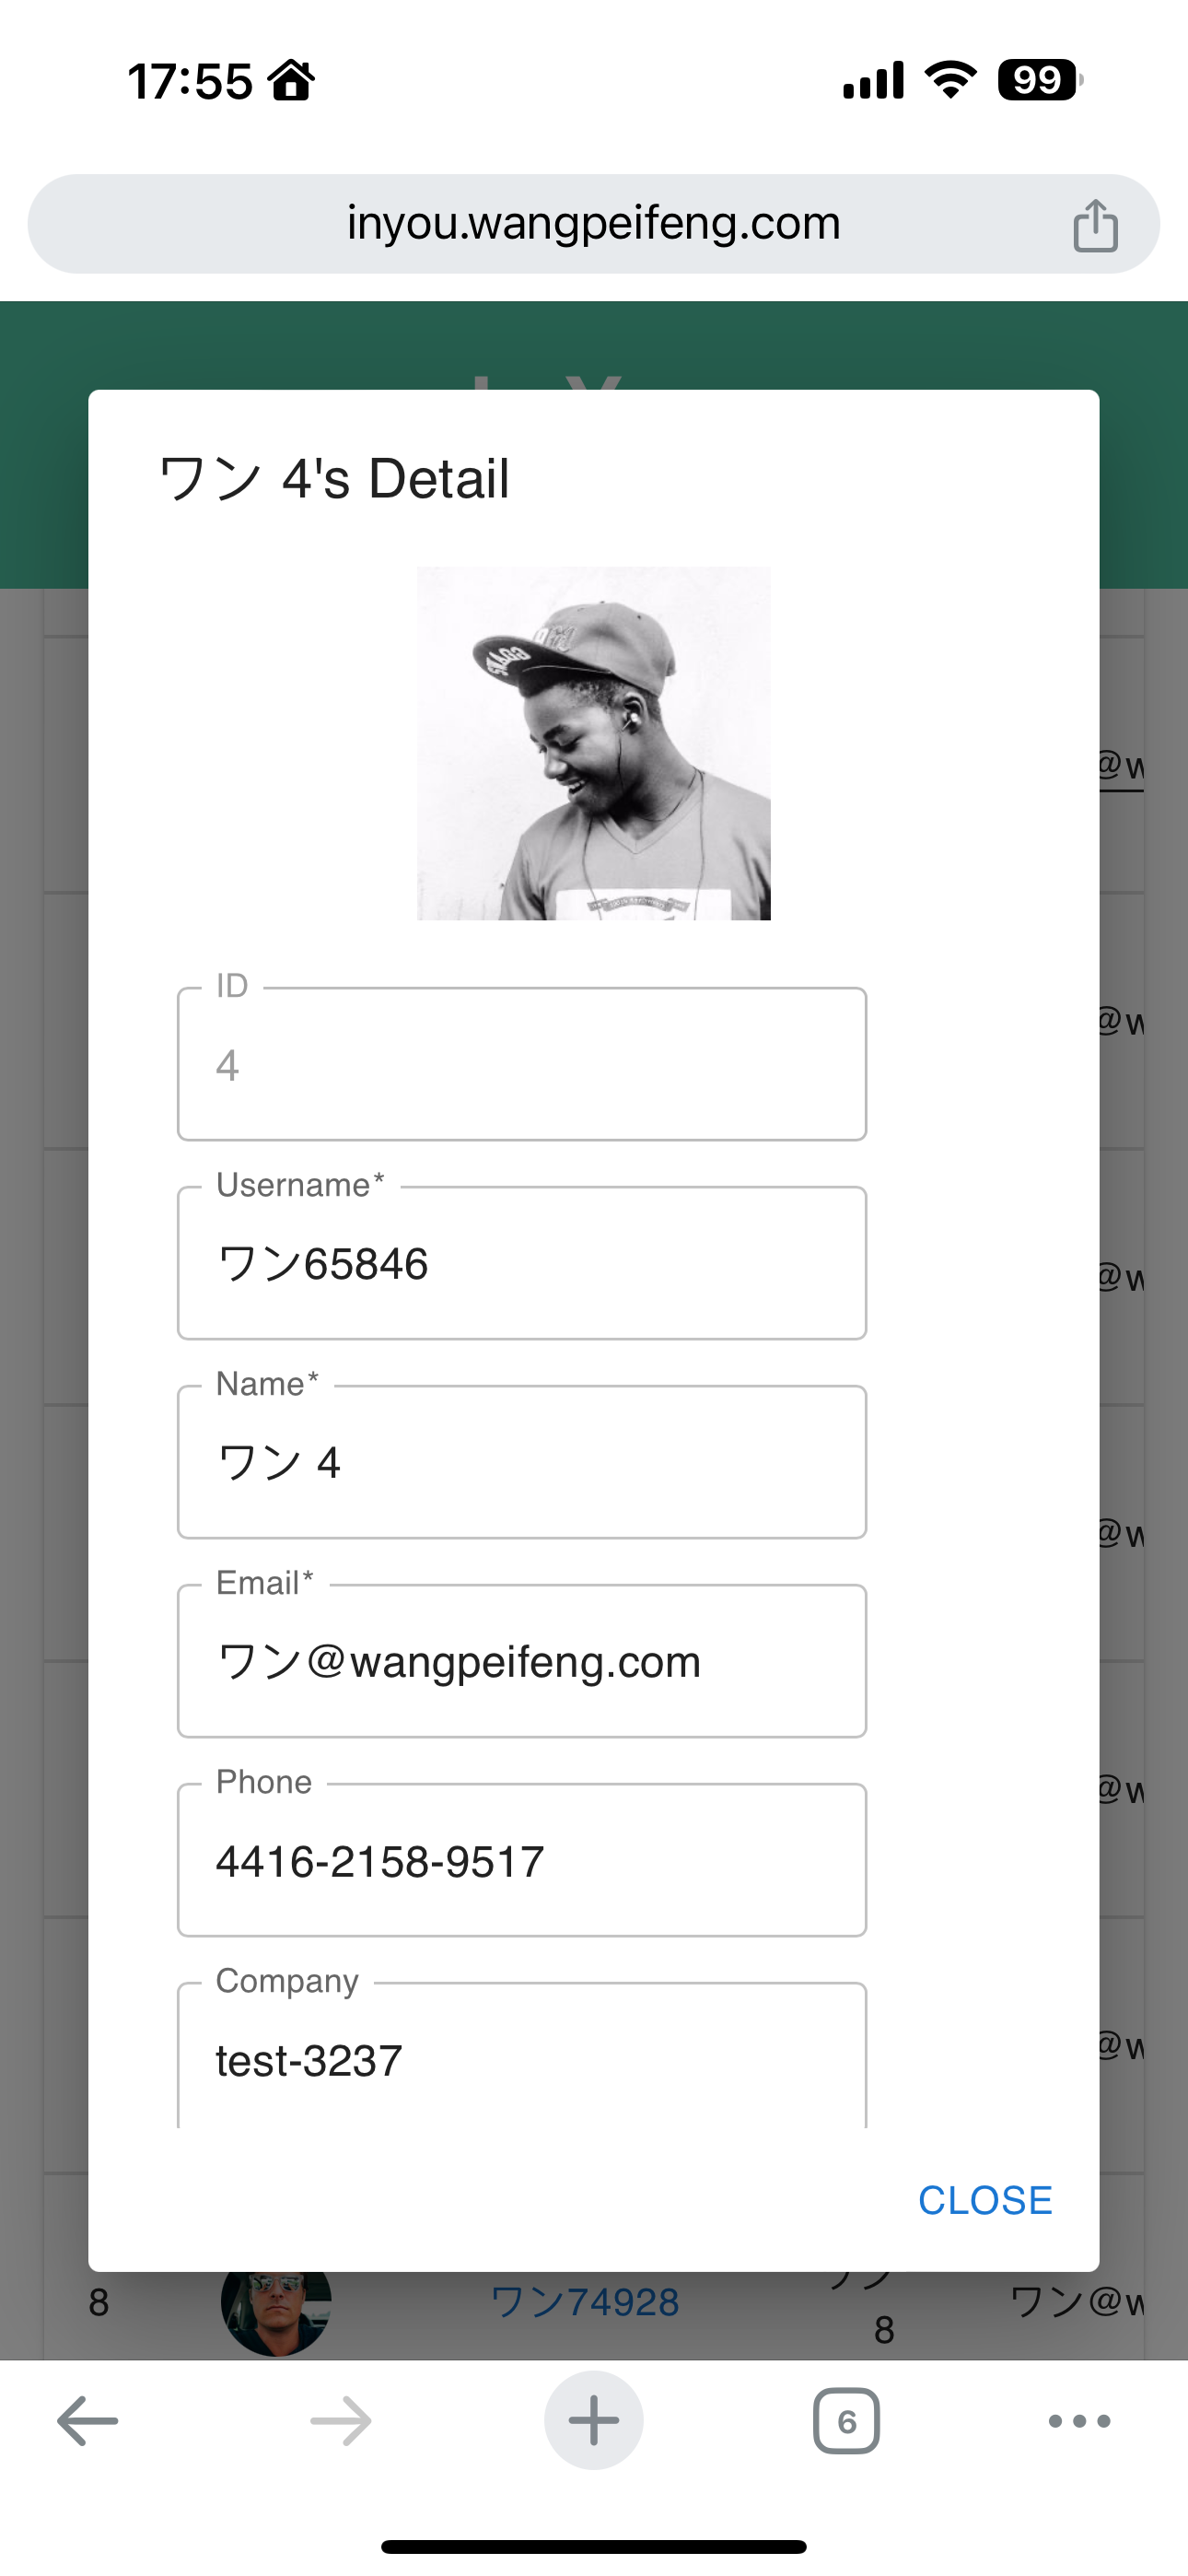 17:55
99
inyou.wangpeifeng.com
ワン 4's Detail
ID
4
Username*
ワン65846
Name*
ワン 4
Email*
ワン@wangpeifeng.com
Phone
4416-2158-9517
Company
test-3237
CLOSE
8 ワン74928 ワン@w
8
6